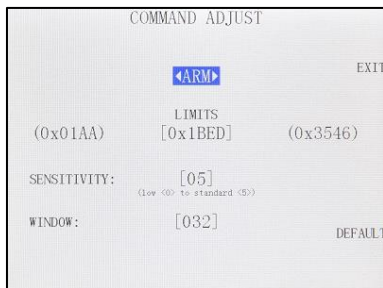 COMMAND ADJUST
EXIT
◂ARM▸
LIMITS
(0x01AA) [0x1BED] (0x3546)
SENSITIVITY: [05]
(low <0> to standard <5>)
WINDOW: [032]
DEFAULT